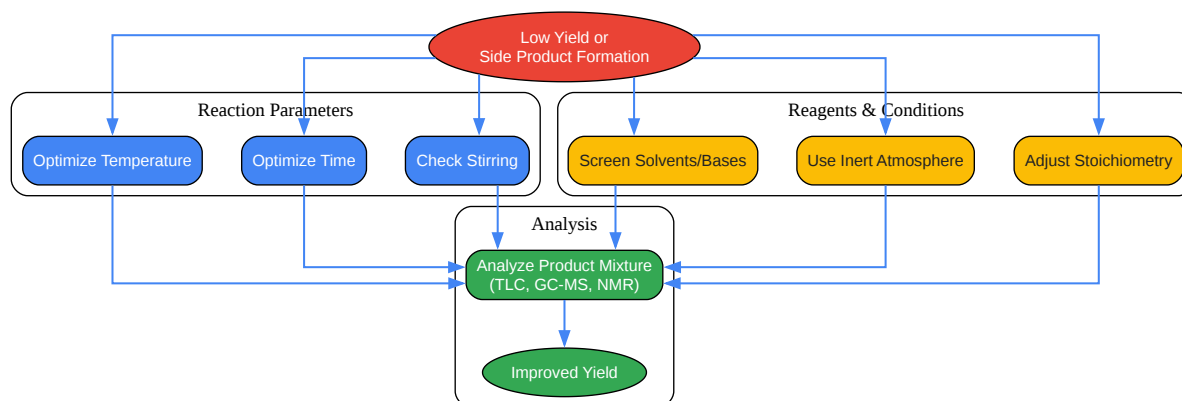 Low Yield or
Side Product Formation
Reaction Parameters
Reagents & Conditions
Optimize Temperature
Optimize Time
Check Stirring
Screen Solvents/Bases
Use Inert Atmosphere
Adjust Stoichiometry
Analysis
Analyze Product Mixture
(TLC, GC-MS, NMR)
Improved Yield